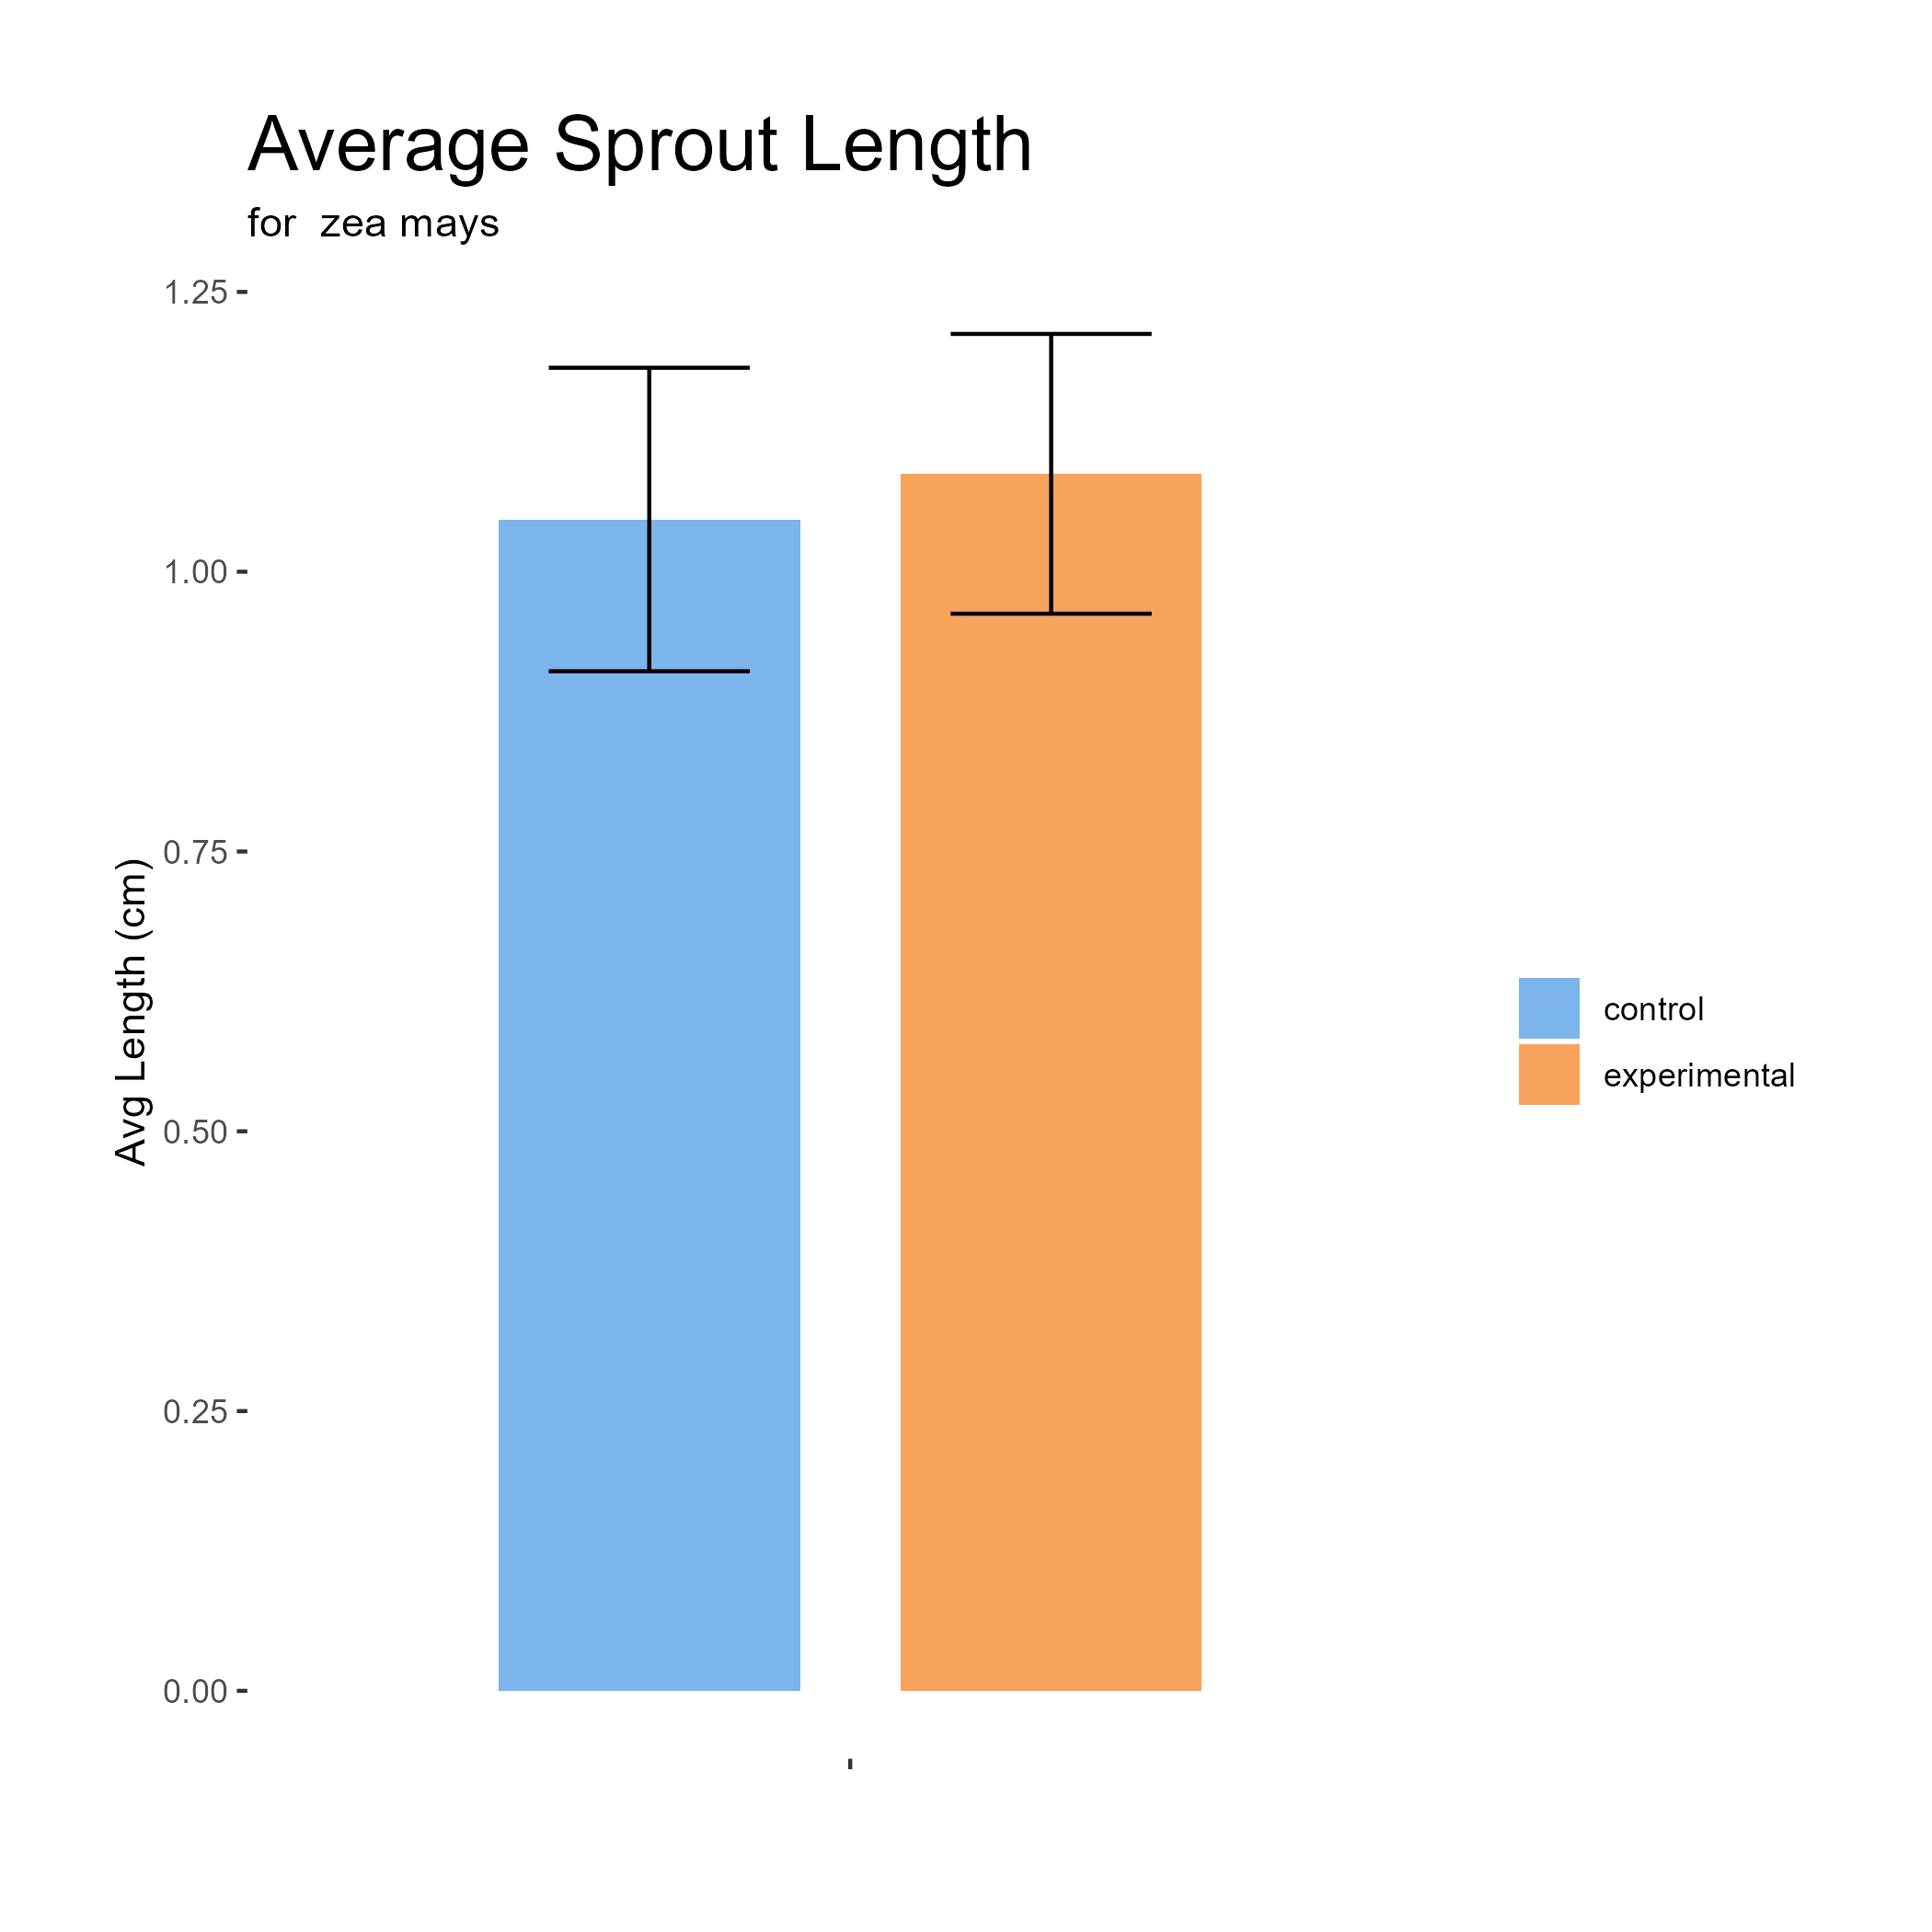 Average Sprout Length
for  zea mays
Avg Length (cm)
1.25
1.00
0.75
0.50
0.25
0.00
control
experimental